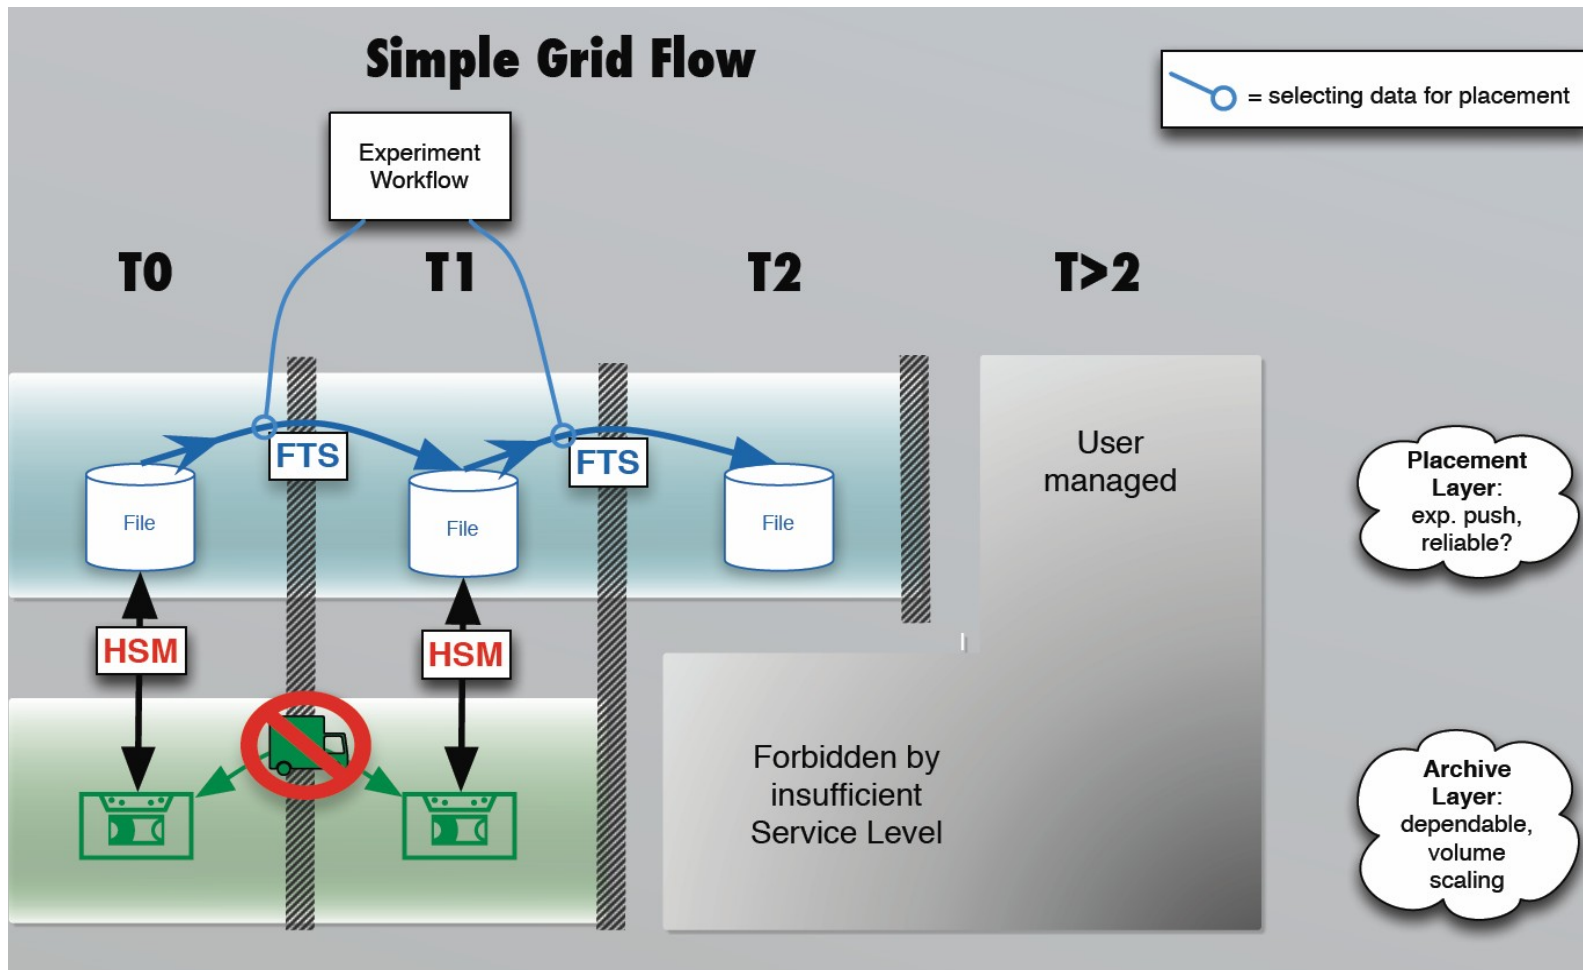 Simple Grid Flow
= selecting data for placement
Experiment
Workflow
T0
T1
T2
T>2
FTS
FTS
File
File
File
User
managed
Placement
Layer:
exp. push,
reliable?
HSM
HSM
Forbidden by
insufficient
Service Level
Archive
Layer:
dependable,
volume
scaling